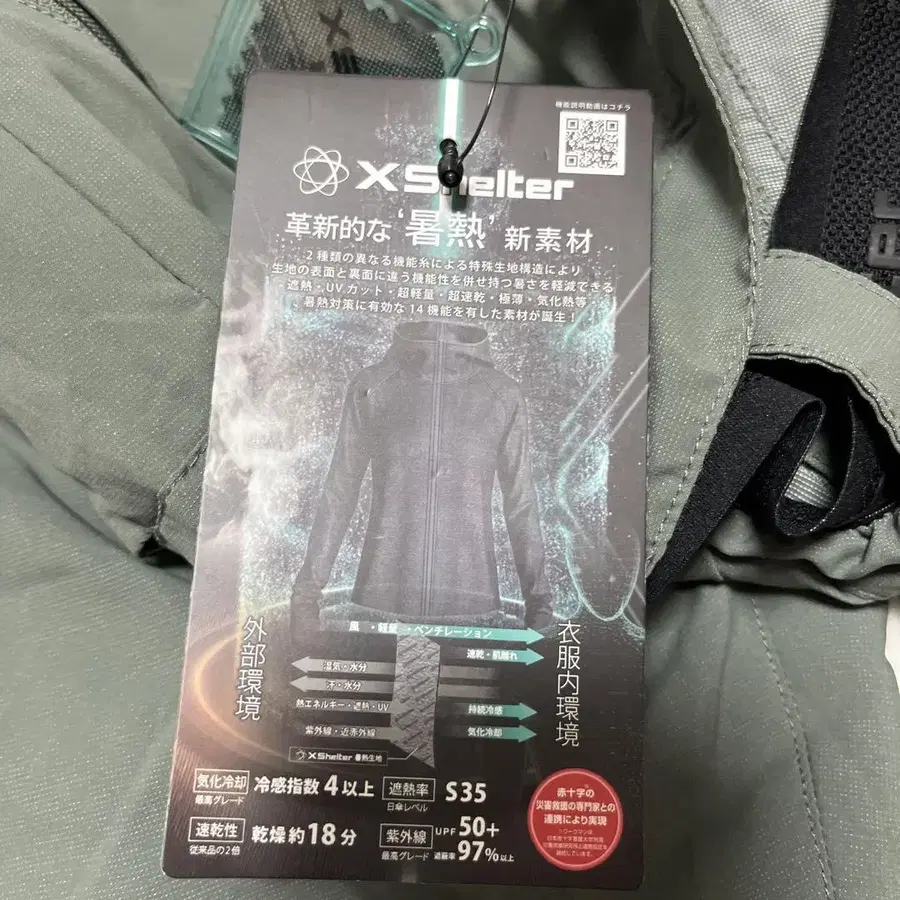 機能説明動画はコチラ
XShelter
革新的な‘暑熱’新素材
2種類の異なる機能糸による特殊生地構造により
生地の表面と裏面に違う機能性を併せ持つ暑さを軽減できる
遮熱・UVカット・超軽量・超速乾・極薄・気化熱等
暑熱対策に有効な14機能を有した素材が誕生！
外部環境
衣服内環境
風・軽量・ベンチレーション
速乾・肌離れ
湿気・水分
汗・水分
熱エネルギー・遮熱・UV
持続冷感
紫外線・近赤外線
気化冷却
XShelter 暑熱生地
気化冷却 冷感指数4以上
最高グレード
遮熱率 S35
日傘レベル
速乾性 乾燥約18分
従来品の2倍
紫外線 UPF 50+
最高グレード 遮蔽率 97%以上
赤十字の
災害救援の専門家との
連携により実現